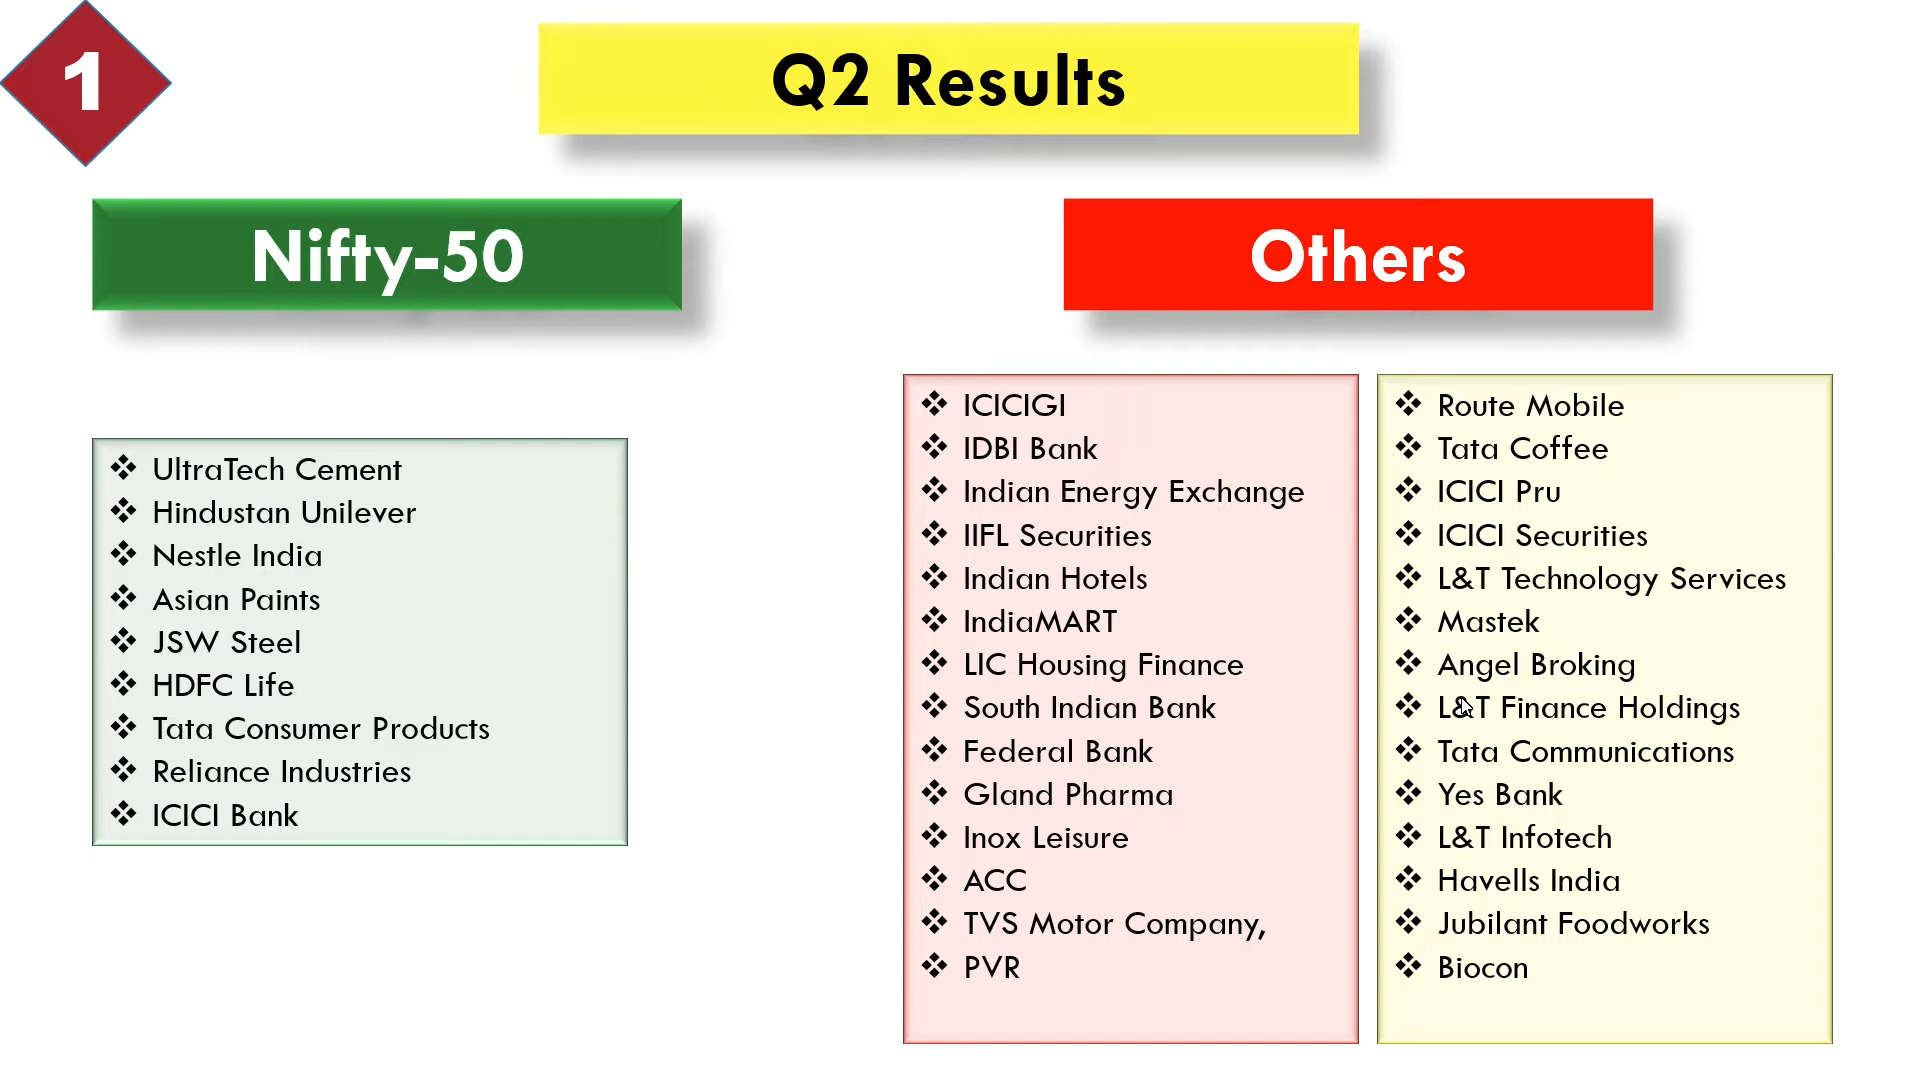 1
Q2 Results
Nifty-50
UltraTech Cement
Hindustan Unilever
Nestle India
Asian Paints
JSW Steel
HDFC Life
Tata Consumer Products
Reliance Industries
ICICI Bank
Others
ICICIGI
IDBI Bank
Indian Energy Exchange
IIFL Securities
Indian Hotels
IndiaMART
LIC Housing Finance
South Indian Bank
Federal Bank
Gland Pharma
Inox Leisure
ACC
TVS Motor Company,
PVR
Route Mobile
Tata Coffee
ICICI Pru
ICICI Securities
L&T Technology Services
Mastek
Angel Broking
L&T Finance Holdings
Tata Communications
Yes Bank
L&T Infotech
Havells India
Jubilant Foodworks
Biocon